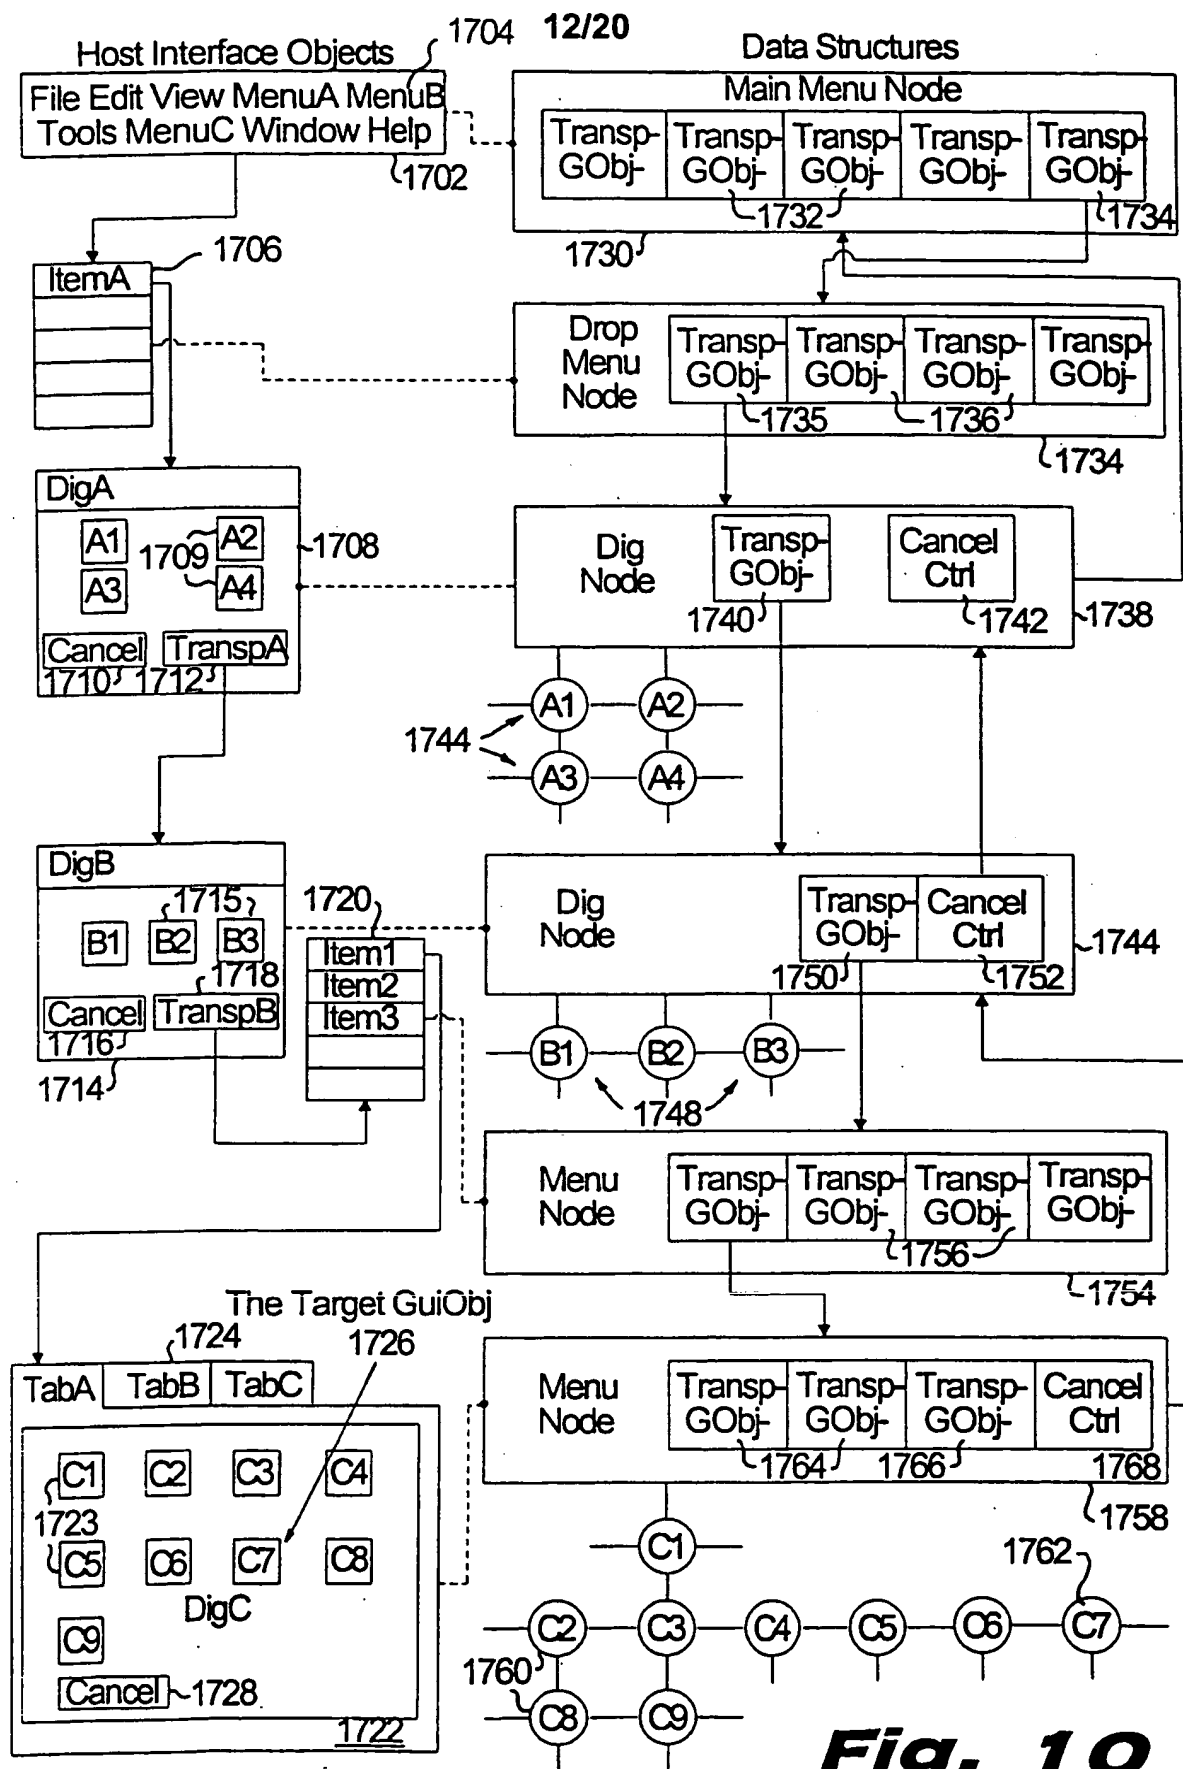 12/20
Host Interface Objects
1704
Data Structures
File Edit View MenuA MenuB
Tools MenuC Window Help
1702
Main Menu Node
Transp-
GObj-
Transp-
GObj-
Transp-
GObj-
Transp-
GObj-
Transp-
GObj-
1732
1734
1730
1706
ItemA
Drop
Menu
Node
Transp-
GObj-
Transp-
GObj-
Transp-
GObj-
Transp-
GObj-
1735
1736
1734
DigA
A1
A2
1709
A3
A4
1708
Cancel
TranspA
1710
1712
Dig
Node
Transp-
GObj-
Cancel
Ctrl
1740
1742
1738
A1
A2
1744
A3
A4
DigB
1715
B1
B2
B3
1718
Cancel
TranspB
1716
1714
1720
Item1
Item2
Item3
Dig
Node
Transp-
GObj-
Cancel
Ctrl
1744
1750
1752
B1
B2
B3
1748
Menu
Node
Transp-
GObj-
Transp-
GObj-
Transp-
GObj-
Transp-
GObj-
1756
1754
The Target GuiObj
1724
1726
TabA
TabB
TabC
C1
C2
C3
C4
1723
C5
C6
C7
C8
DigC
C9
Cancel
1728
1722
Menu
Node
Transp-
GObj-
Transp-
GObj-
Transp-
GObj-
Cancel
Ctrl
1764
1766
1768
1758
C1
1762
C2
C3
C4
C5
C6
C7
1760
C8
C9
Fig. 10